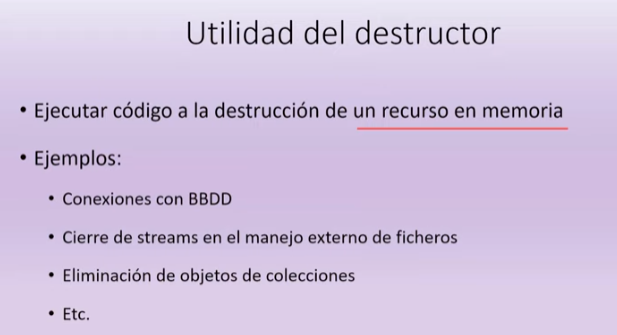 Utilidad del destructor
• Ejecutar código a la destrucción de un recurso en memoria
• Ejemplos:
• Conexiones con BBDD
• Cierre de streams en el manejo externo de ficheros
• Eliminación de objetos de colecciones
• Etc.